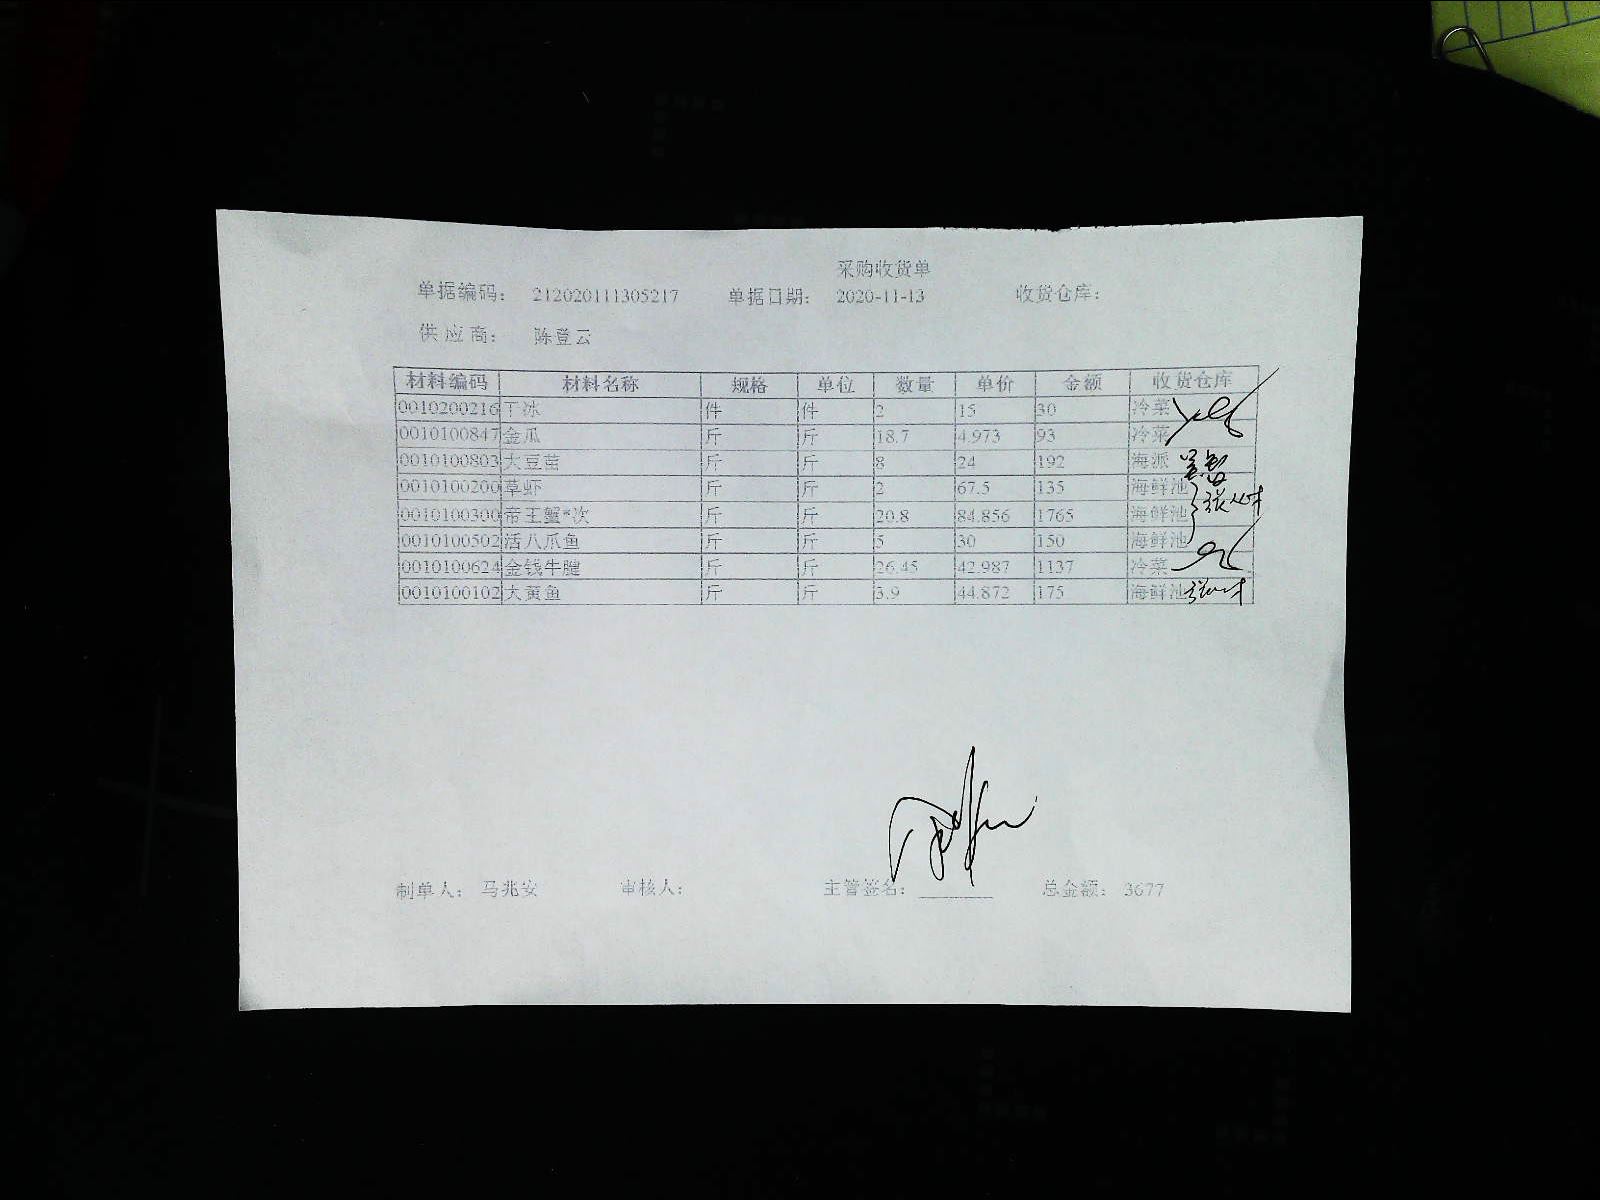 采购收货单
单据编码： 212020111305217 单据日期： 2020-11-13 收货仓库：
供应商： 陈登云
材料编码 材料名称 规格 单位 数量 单价 金额 收货仓库
0010200216 干冰 件 件 2 15 30 冷菜
0010100847 金瓜 斤 斤 18.7 4.973 93 冷菜
0010100803 大豆苗 斤 斤 8 24 192 海派
0010100200 草虾 斤 斤 2 67.5 135 海鲜池
0010100300 帝王蟹*次 斤 斤 20.8 84.856 1765 海鲜池
0010100502 活八爪鱼 斤 斤 5 30 150 海鲜池
0010100624 金钱牛腱 斤 斤 26.45 42.987 1137 冷菜
0010100102 大黄鱼 斤 斤 3.9 44.872 175 海鲜池
制单人： 马兆安 审核人： 主管签名： 总金额： 3677